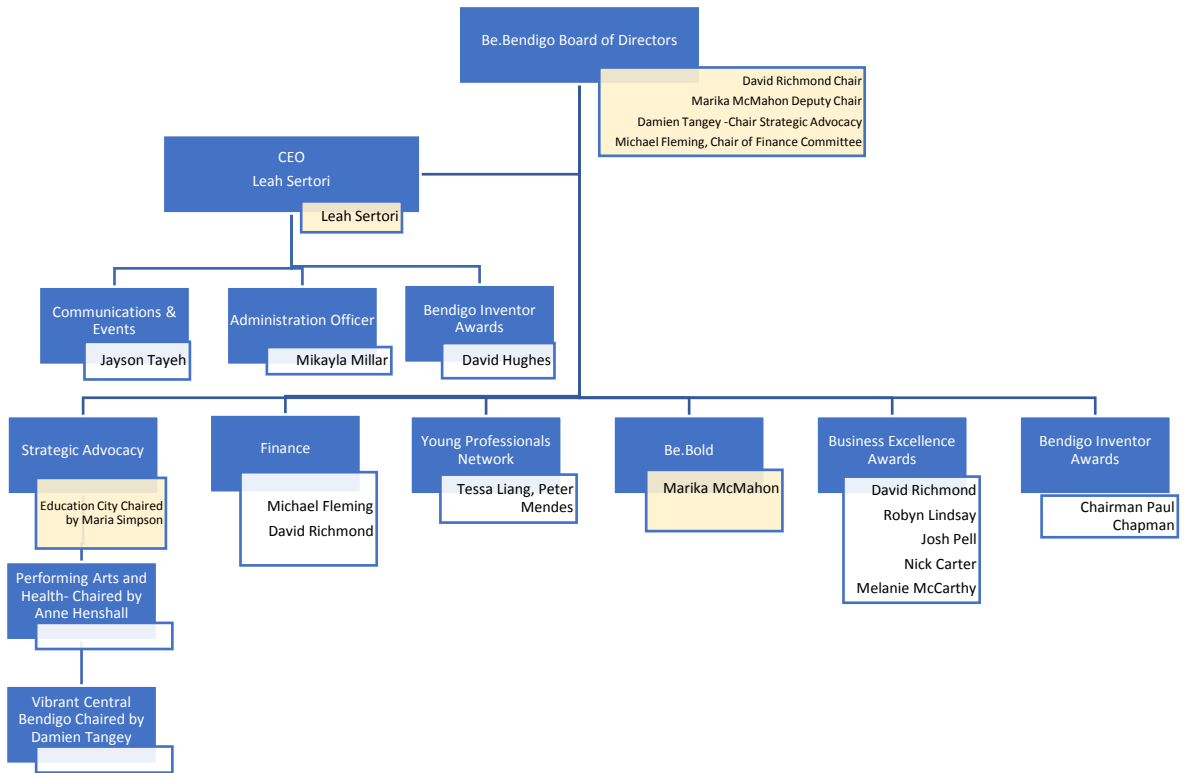 Be.Bendigo Board of Directors
David Richmond Chair
Marika McMahon Deputy Chair
Damien Tangey -Chair Strategic Advocacy
Michael Fleming, Chair of Finance Committee
CEO
Leah Sertori
Leah Sertori
Communications &
Events
Jayson Tayeh
Administration Officer
Mikayla Millar
Bendigo Inventor
Awards
David Hughes
Strategic Advocacy
Education City Chaired
by Maria Simpson
Performing Arts and
Health- Chaired by
Anne Henshall
Vibrant Central
Bendigo Chaired by
Damien Tangey
Finance
Michael Fleming
David Richmond
Young Professionals
Network
Tessa Liang, Peter
Mendes
Be.Bold
Marika McMahon
Business Excellence
Awards
David Richmond
Robyn Lindsay
Josh Pell
Nick Carter
Melanie McCarthy
Bendigo Inventor
Awards
Chairman Paul
Chapman